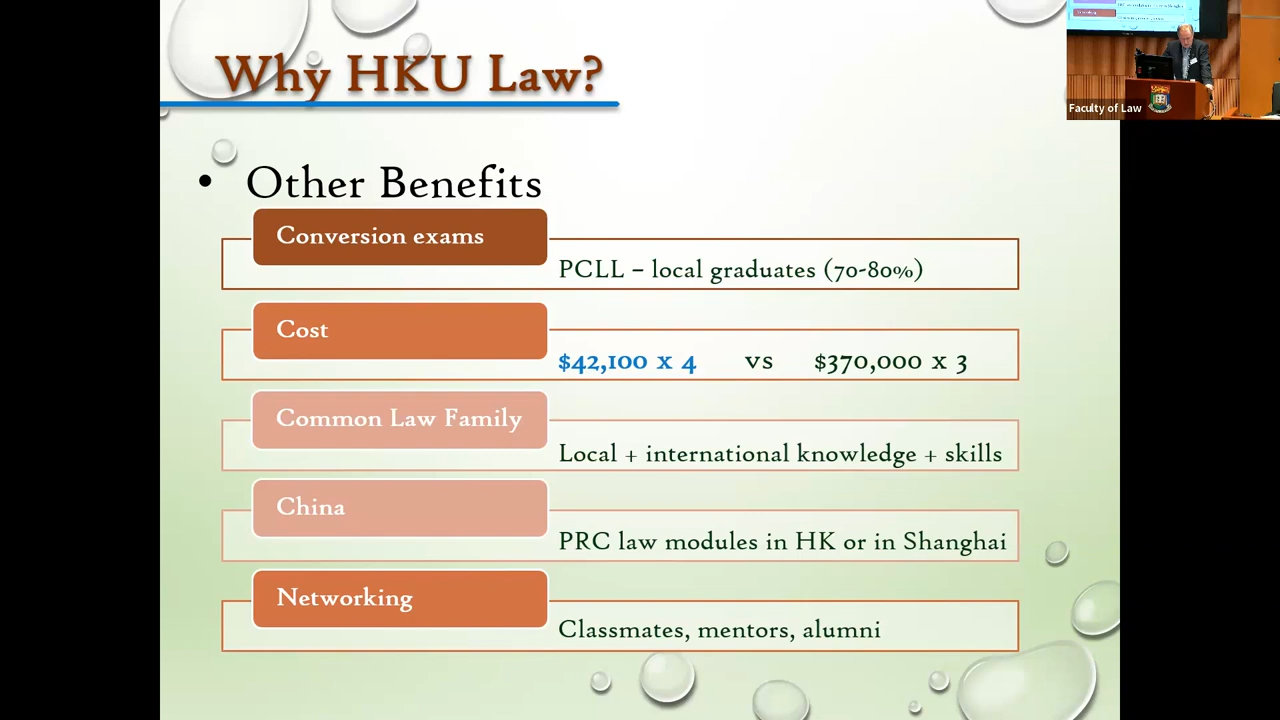 Why HKU Law?
Faculty of Law
• Other Benefits
Conversion exams
PCLL – local graduates (70-80%)
Cost
$42,100 x 4 vs $370,000 x 3
Common Law Family
Local + international knowledge + skills
China
PRC law modules in HK or in Shanghai
Networking
Classmates, mentors, alumni